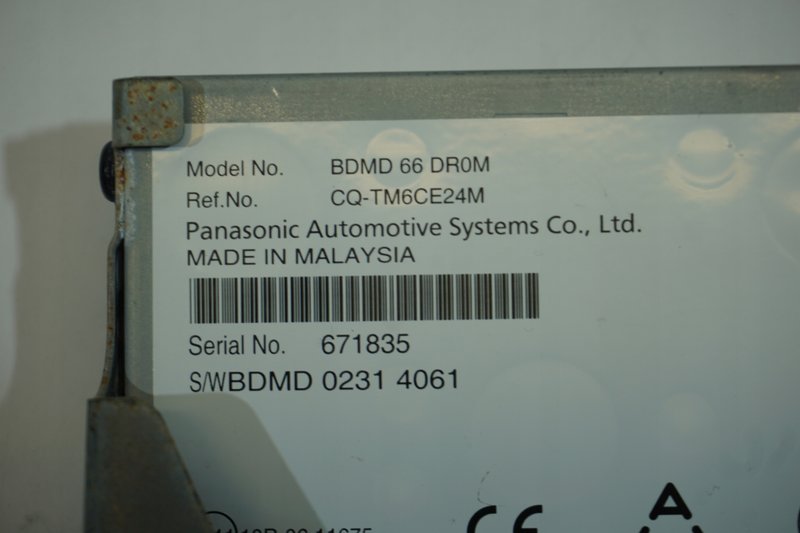 Model No. BDMD 66 DR0M
Ref.No. CQ-TM6CE24M
Panasonic Automotive Systems Co., Ltd.
MADE IN MALAYSIA
Serial No. 671835
S/WBDMD 0231 4061
CE
A